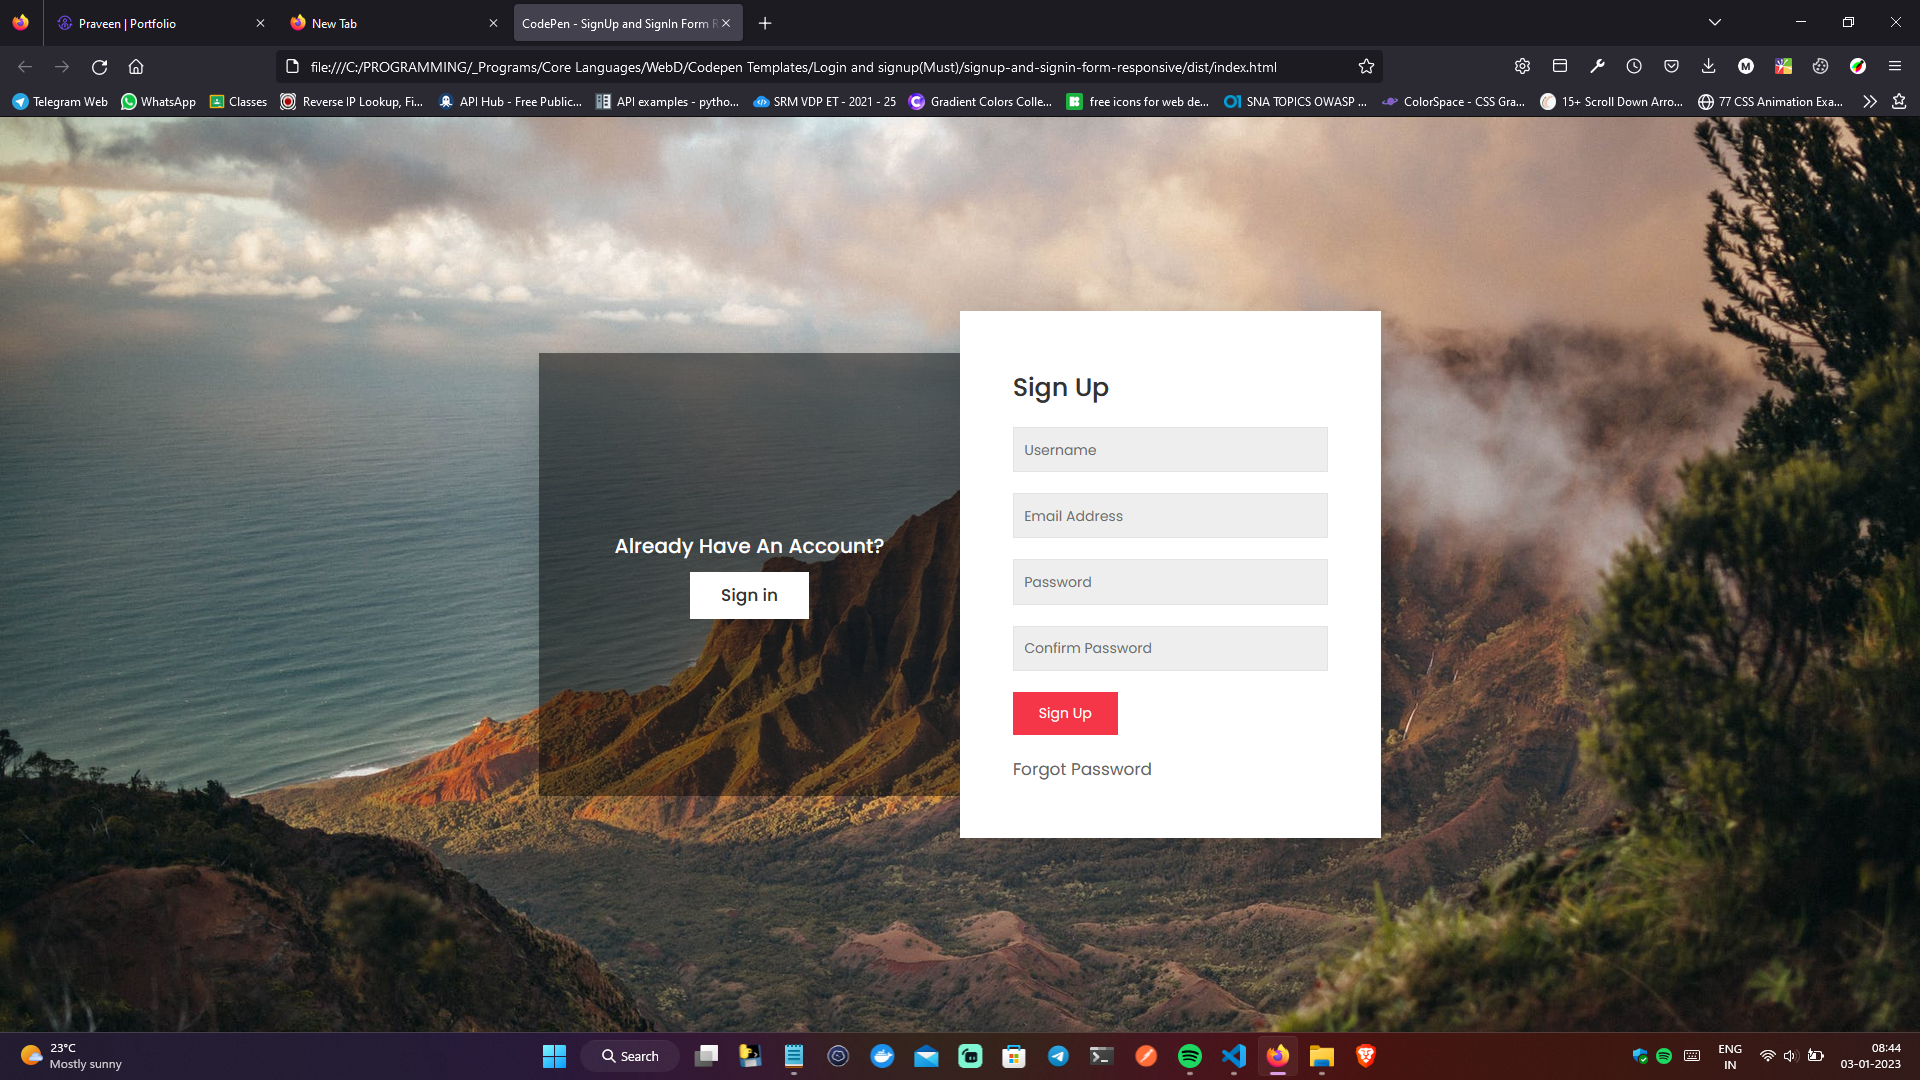 Praveen | Portfolio
New Tab
CodePen - SignUp and SignIn Form R
file:///C:/PROGRAMMING/_Programs/Core Languages/WebD/Codepen Templates/Login and signup(Must)/signup-and-signin-form-responsive/dist/index.html
Telegram Web
WhatsApp
Classes
Reverse IP Lookup, Fi...
API Hub - Free Public...
API examples - pytho...
SRM VDP ET - 2021 - 25
Gradient Colors Colle...
free icons for web de...
SNA TOPICS OWASP ...
ColorSpace - CSS Gra...
15+ Scroll Down Arro...
77 CSS Animation Exa...
Already Have An Account?
Sign in
Sign Up
Username
Email Address
Password
Confirm Password
Sign Up
Forgot Password
23°C
Mostly sunny
Search
ENG
IN
08:44
03-01-2023